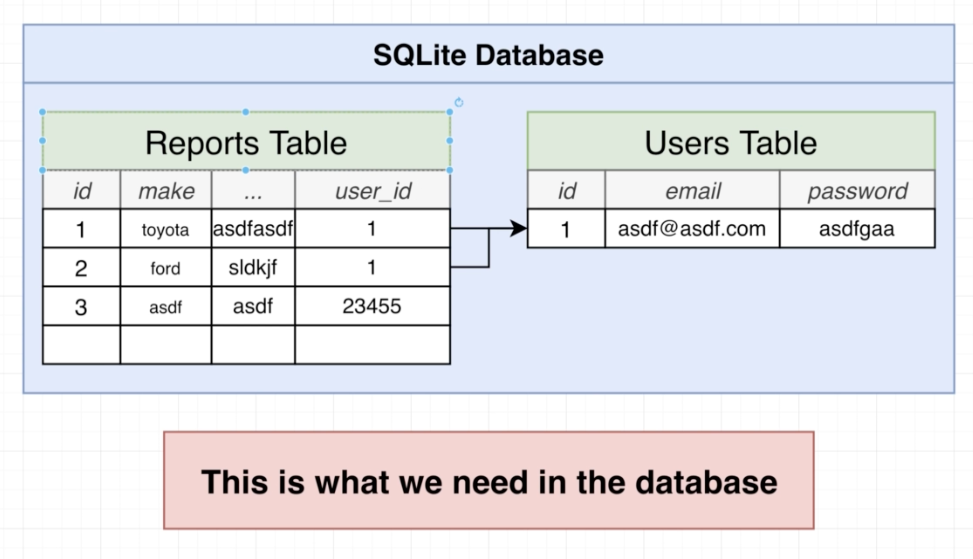 SQLite Database
Reports Table
id make ... user_id
1 toyota asdfasdf 1
2 ford sldkjf 1
3 asdf asdf 23455
Users Table
id email password
1 asdf@asdf.com asdfgaa
This is what we need in the database